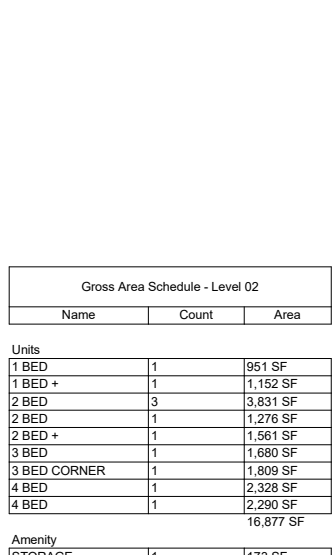 Gross Area Schedule - Level 02
Name Count Area
Units
1 BED 1 951 SF
1 BED + 1 1,152 SF
2 BED 3 3,831 SF
2 BED 1 1,276 SF
2 BED + 1 1,561 SF
3 BED 1 1,680 SF
3 BED CORNER 1 1,809 SF
4 BED 1 2,328 SF
4 BED 1 2,290 SF
16,877 SF
Amenity
STORAGE 1 173 SF